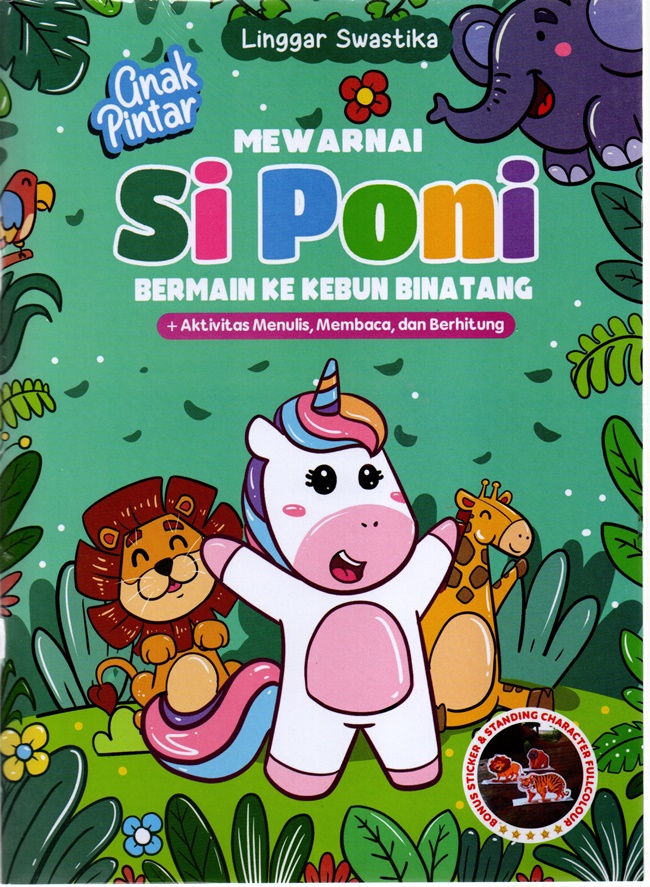 Linggar Swastika
Anak
Pintar
MEWARNAI
Si Poni
BERMAIN KE KEBUN BINATANG
+ Aktivitas Menulis, Membaca, dan Berhitung
BONUS STICKER & STANDING CHARACTER FULLCOLOUR